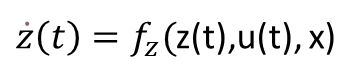 ż(t) = f_z(z(t),u(t), x)